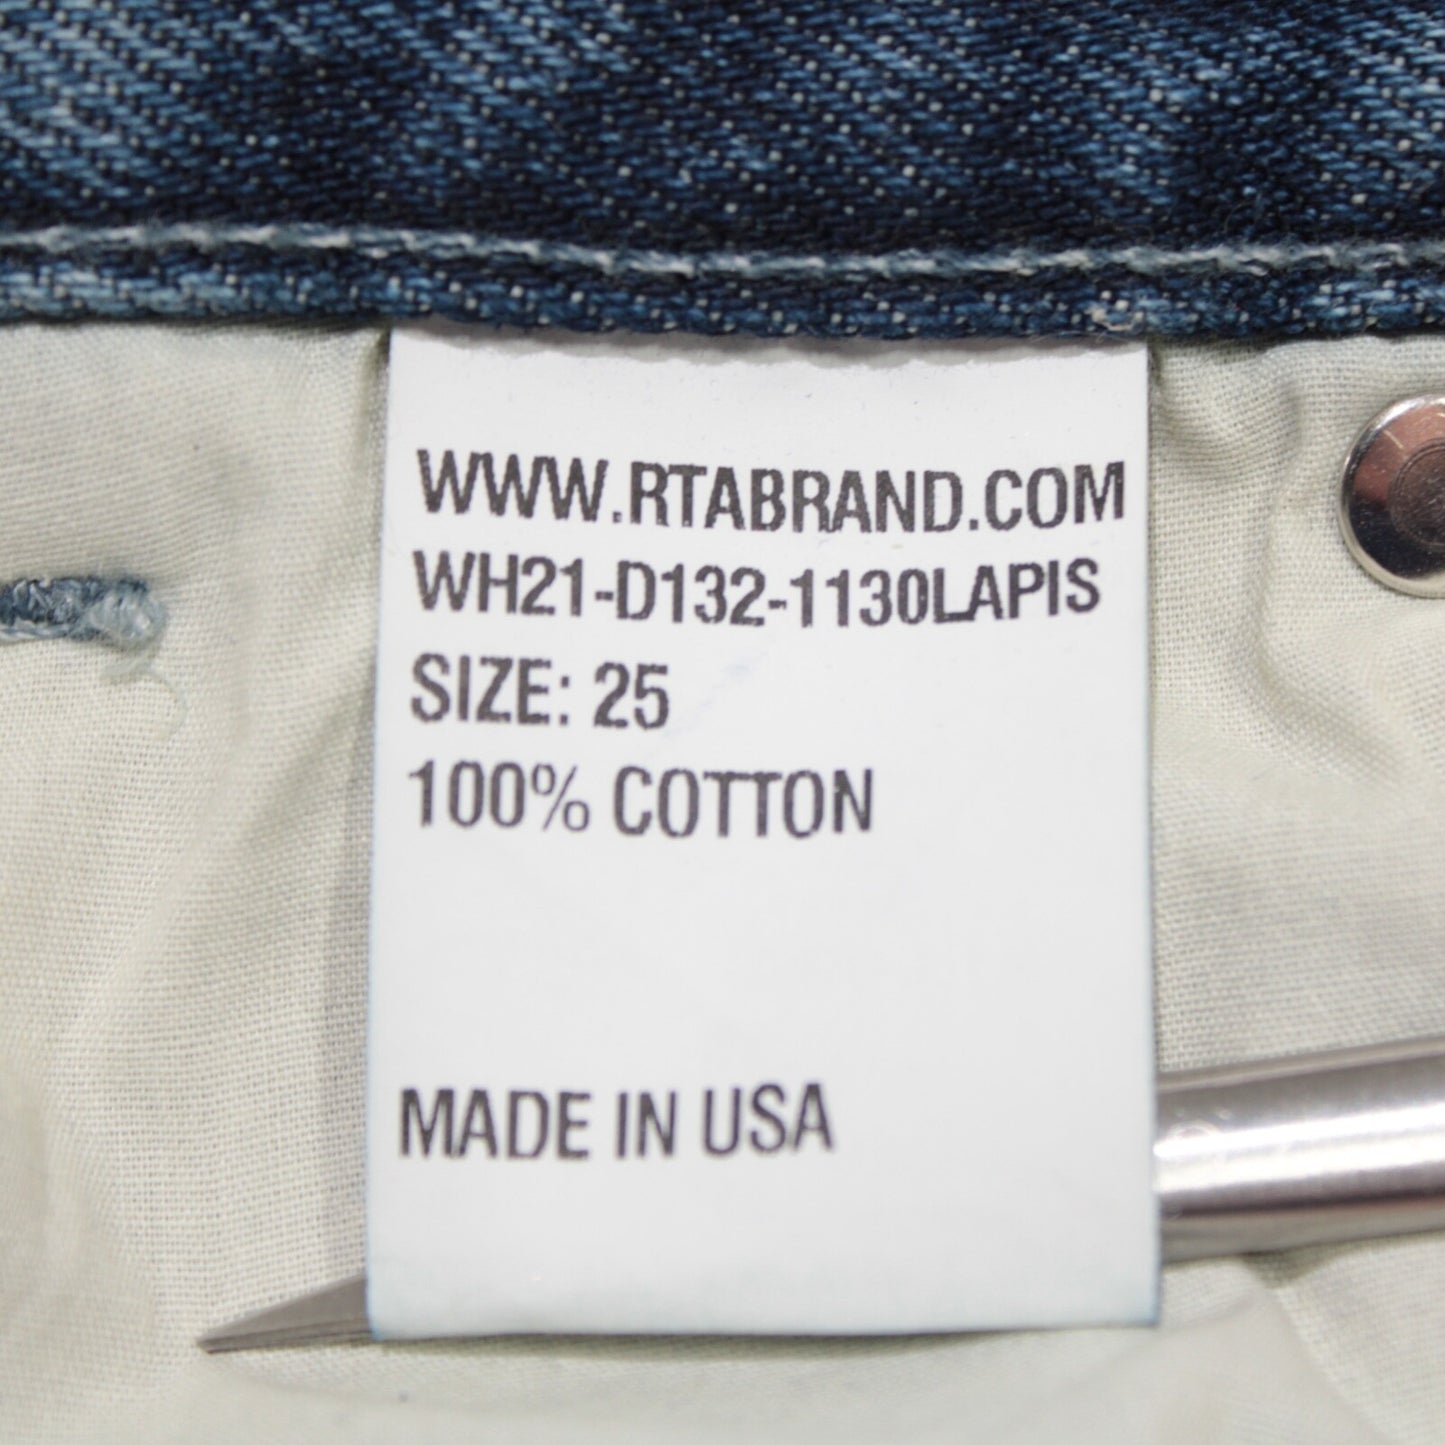 WWW.RTABRAND.COM
WH21-D132-1130LAPIS
SIZE: 25
100% COTTON
MADE IN USA